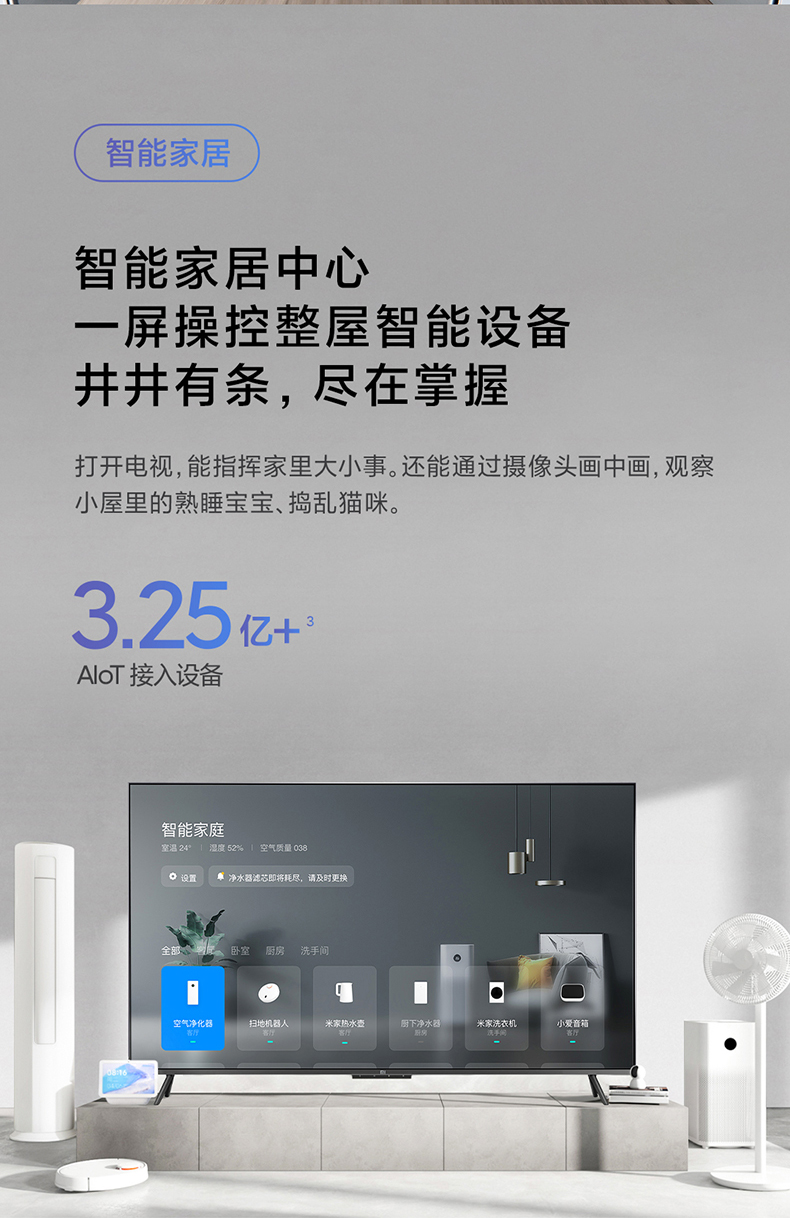 智能家居
智能家居中心
一屏操控整屋智能设备
井井有条，尽在掌握
打开电视，能指挥家里大小事。还能通过摄像头画中画，观察
小屋里的熟睡宝宝、捣乱猫咪。
3.25亿+3
AIoT 接入设备
智能家庭
室温 24° 湿度 52% 空气质量 038
设置 净水器滤芯即将耗尽，请及时更换
全部 客厅 卧室 厨房 洗手间
空气净化器 扫地机器人 米家热水壶 厨下净水器 米家洗衣机 小爱音箱
客厅 客厅 客厅 厨房 洗手间 客厅